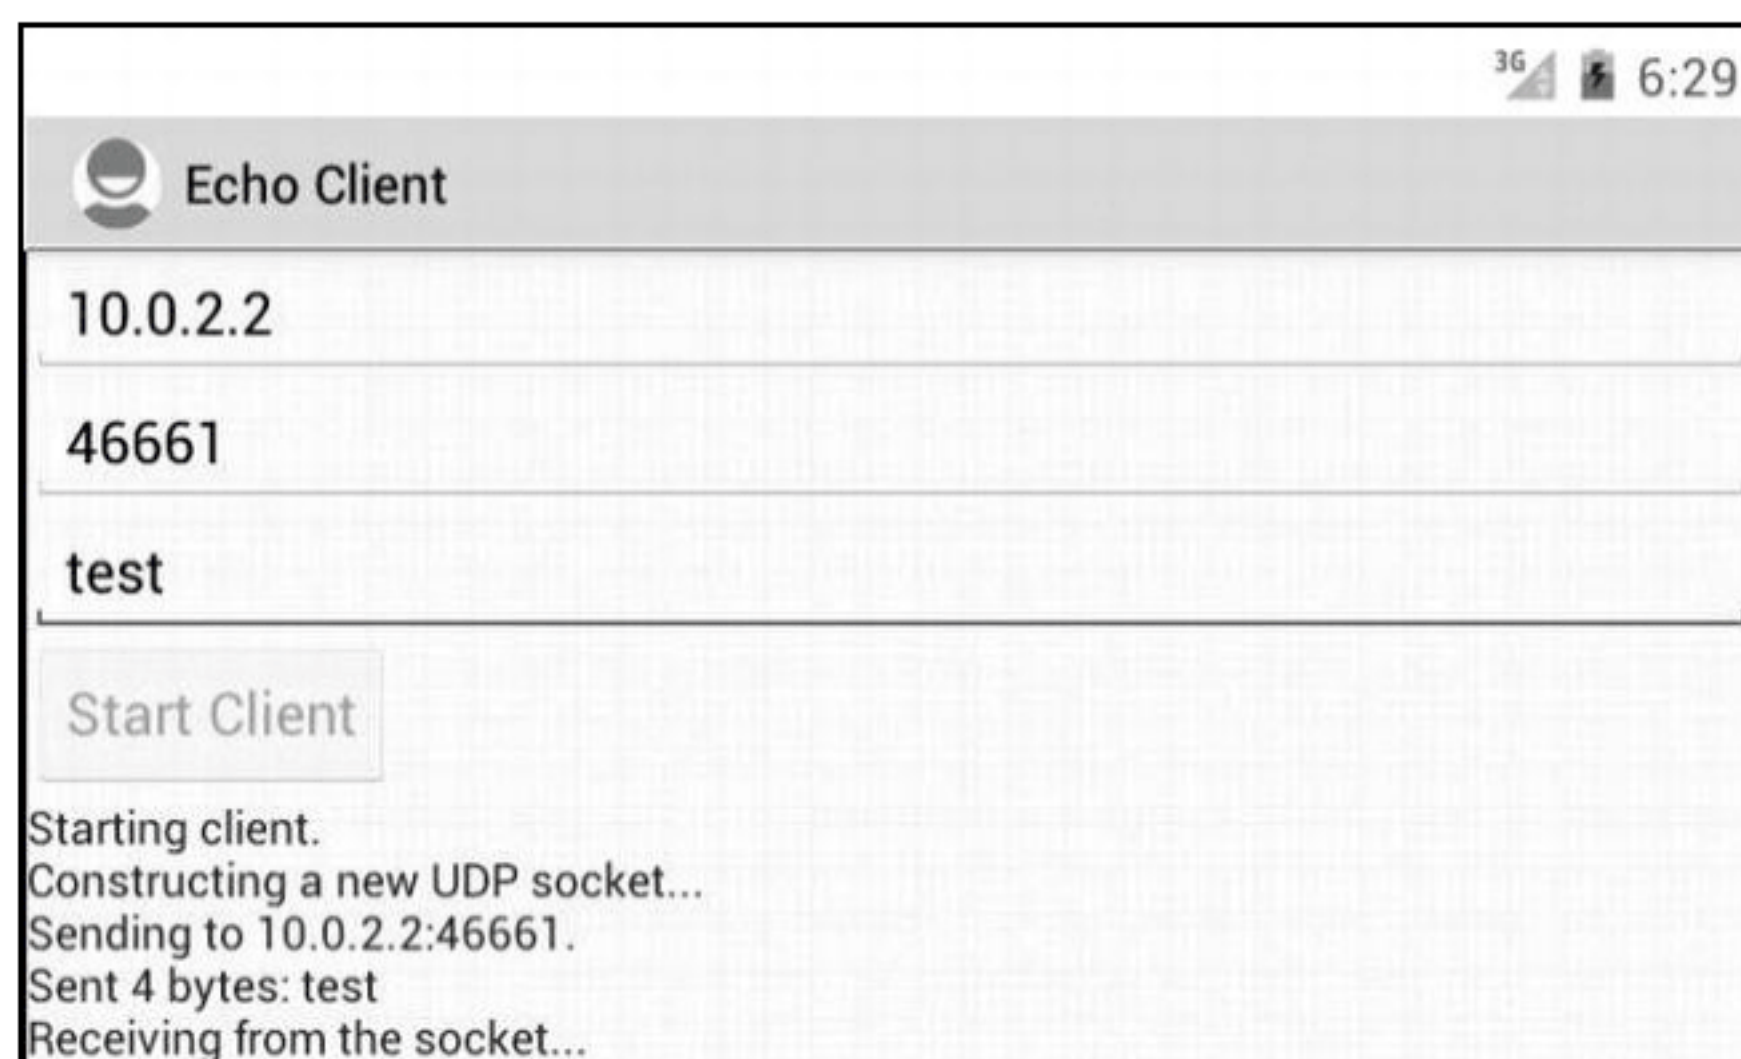 3G 6:29
Echo Client
10.0.2.2
46661
test
Start Client
Starting client.
Constructing a new UDP socket...
Sending to 10.0.2.2:46661.
Sent 4 bytes: test
Receiving from the socket...